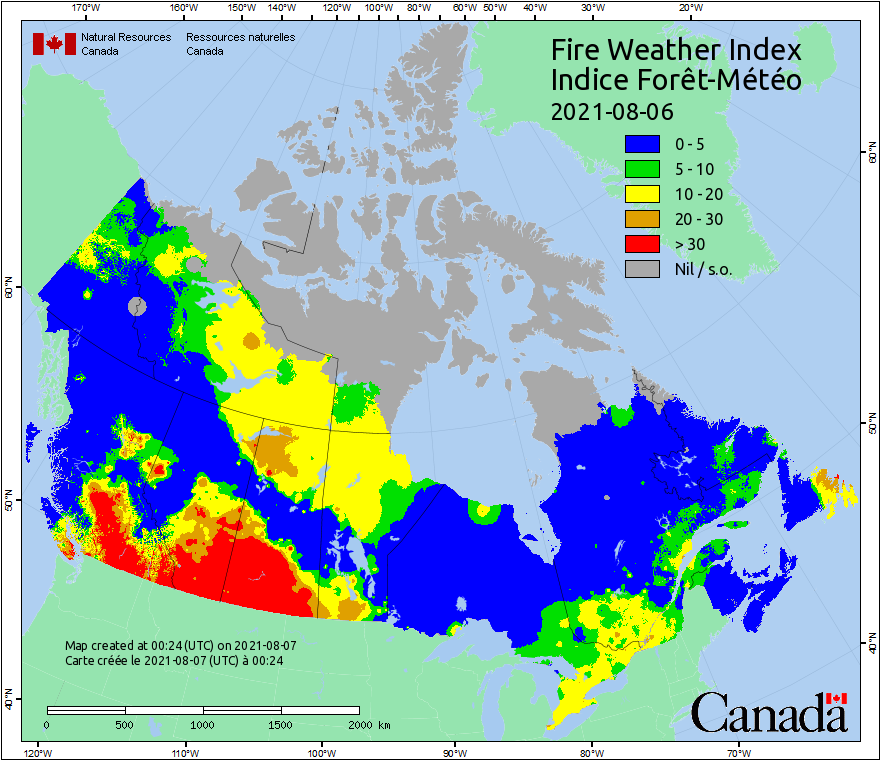 170°W 160°W 150°W 140°W 120°W 100°W 80°W 60°W 50°W 40°W 30°W 20°W
Natural Resources Canada
Ressources naturelles Canada
Fire Weather Index
Indice Forêt-Météo
2021-08-06
0 - 5
5 - 10
10 - 20
20 - 30
> 30
Nil / s.o.
60°N
60°N
50°N
50°N
40°N
40°N
Map created at 00:24 (UTC) on 2021-08-07
Carte créée le 2021-08-07 (UTC) à 00:24
0 500 1000 1500 2000 km
Canada
120°W 110°W 100°W 90°W 80°W 70°W